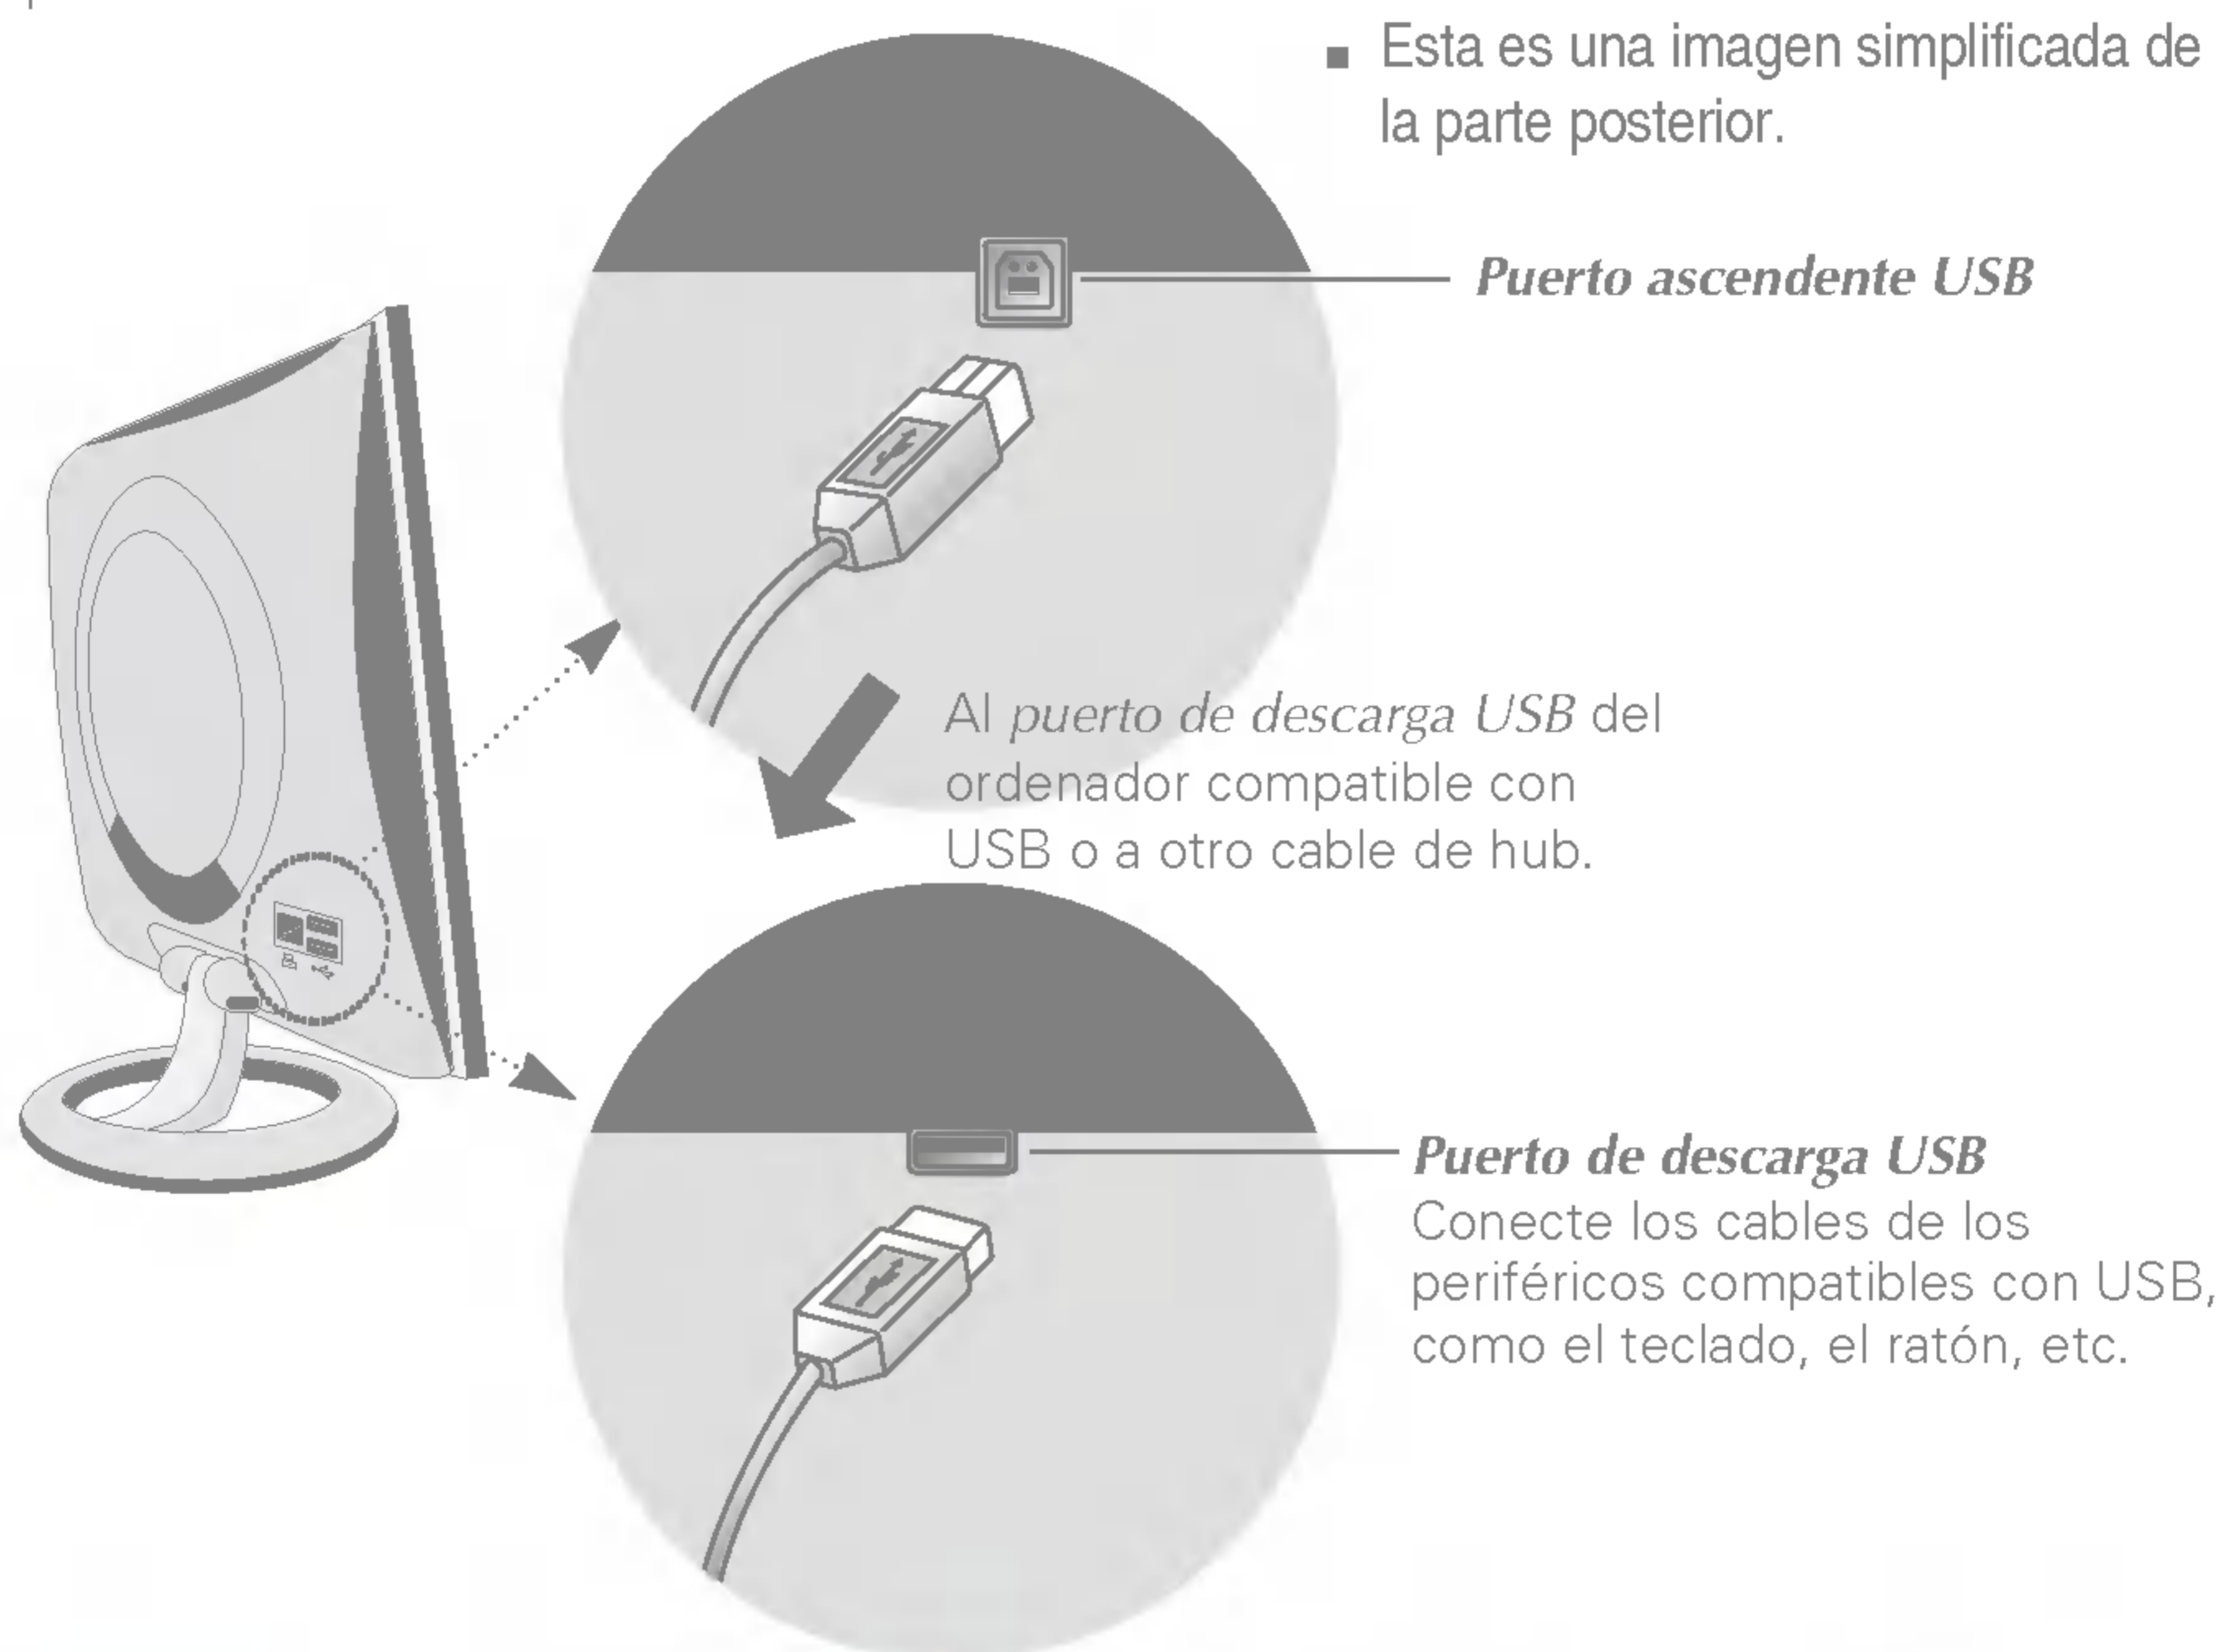 ▪ Esta es una imagen simplificada de
la parte posterior.
Puerto ascendente USB
Al puerto de descarga USB del
ordenador compatible con
USB o a otro cable de hub.
Puerto de descarga USB
Conecte los cables de los
periféricos compatibles con USB,
como el teclado, el ratón, etc.